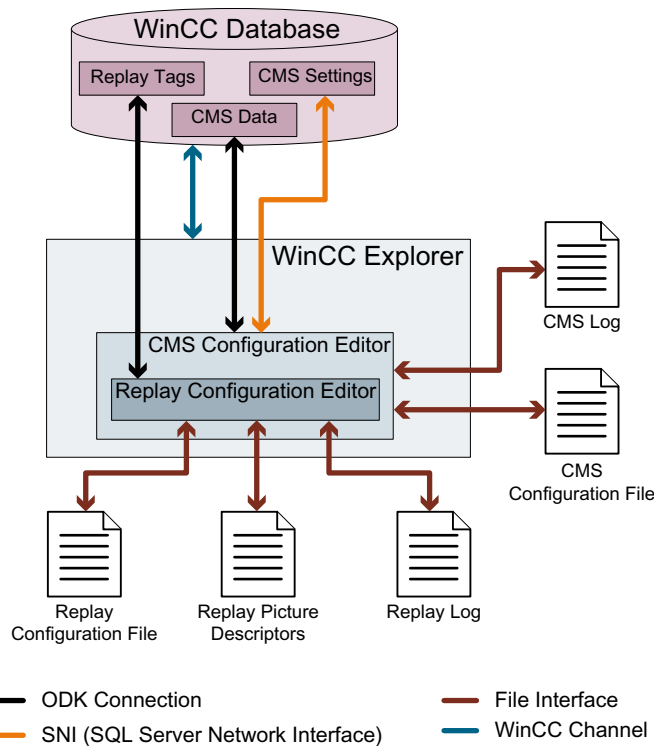 WinCC Database
Replay Tags
CMS Settings
CMS Data
WinCC Explorer
CMS Configuration Editor
Replay Configuration Editor
CMS Log
CMS
Configuration File
Replay
Configuration File
Replay Picture
Descriptors
Replay Log
ODK Connection
SNI (SQL Server Network Interface)
File Interface
WinCC Channel